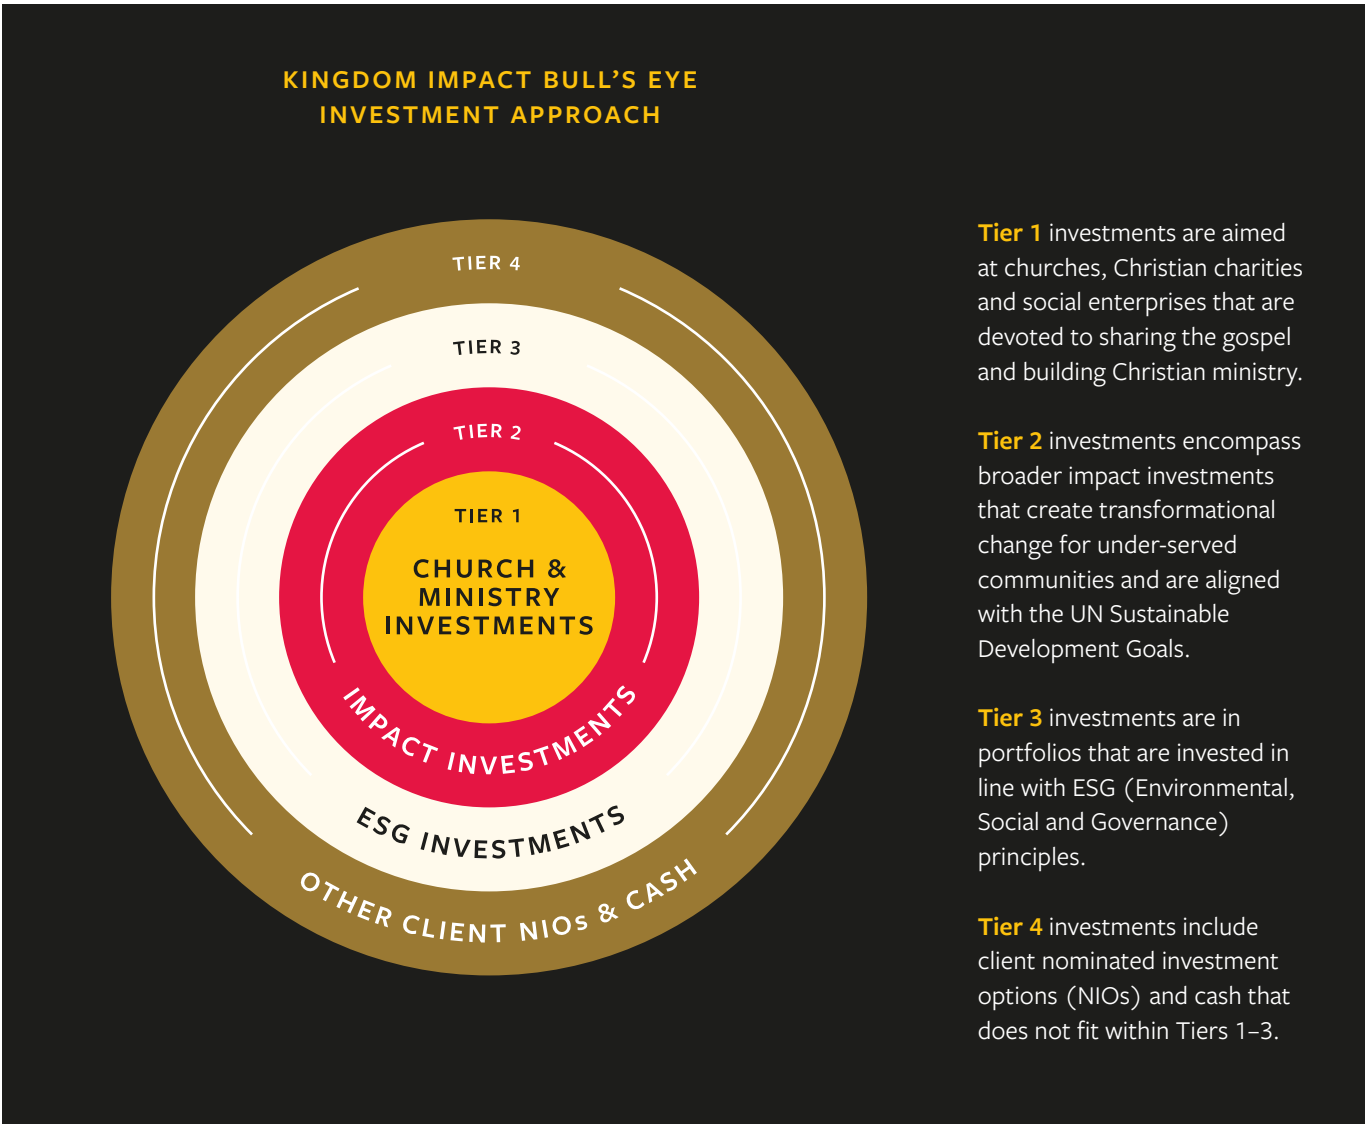 KINGDOM IMPACT BULL’S EYE
INVESTMENT APPROACH
TIER 4
TIER 3
TIER 2
TIER 1
CHURCH &
MINISTRY
INVESTMENTS
IMPACT INVESTMENTS
ESG INVESTMENTS
OTHER CLIENT NIOs & CASH
Tier 1 investments are aimed
at churches, Christian charities
and social enterprises that are
devoted to sharing the gospel
and building Christian ministry.
Tier 2 investments encompass
broader impact investments
that create transformational
change for under-served
communities and are aligned
with the UN Sustainable
Development Goals.
Tier 3 investments are in
portfolios that are invested in
line with ESG (Environmental,
Social and Governance)
principles.
Tier 4 investments include
client nominated investment
options (NIOs) and cash that
does not fit within Tiers 1–3.